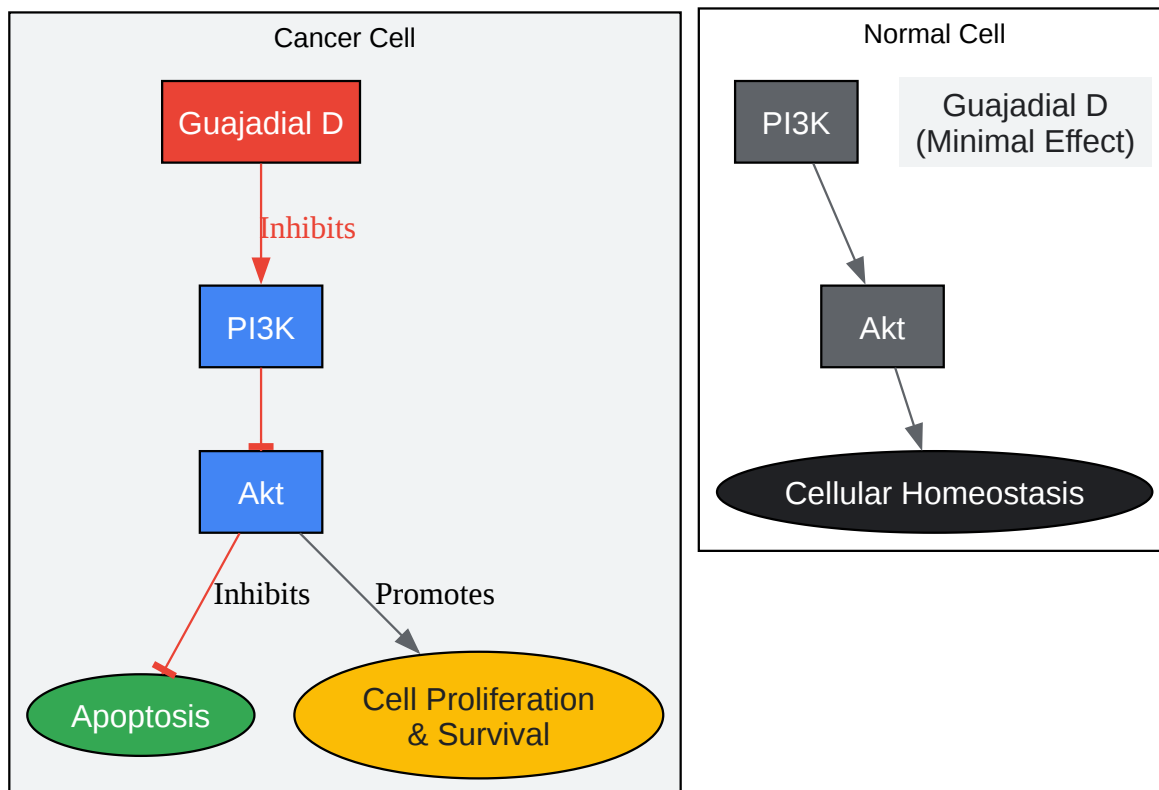 Cancer Cell
Guajadial D
Inhibits
PI3K
Akt
Inhibits
Promotes
Apoptosis
Cell Proliferation
& Survival
Normal Cell
PI3K
Guajadial D
(Minimal Effect)
Akt
Cellular Homeostasis